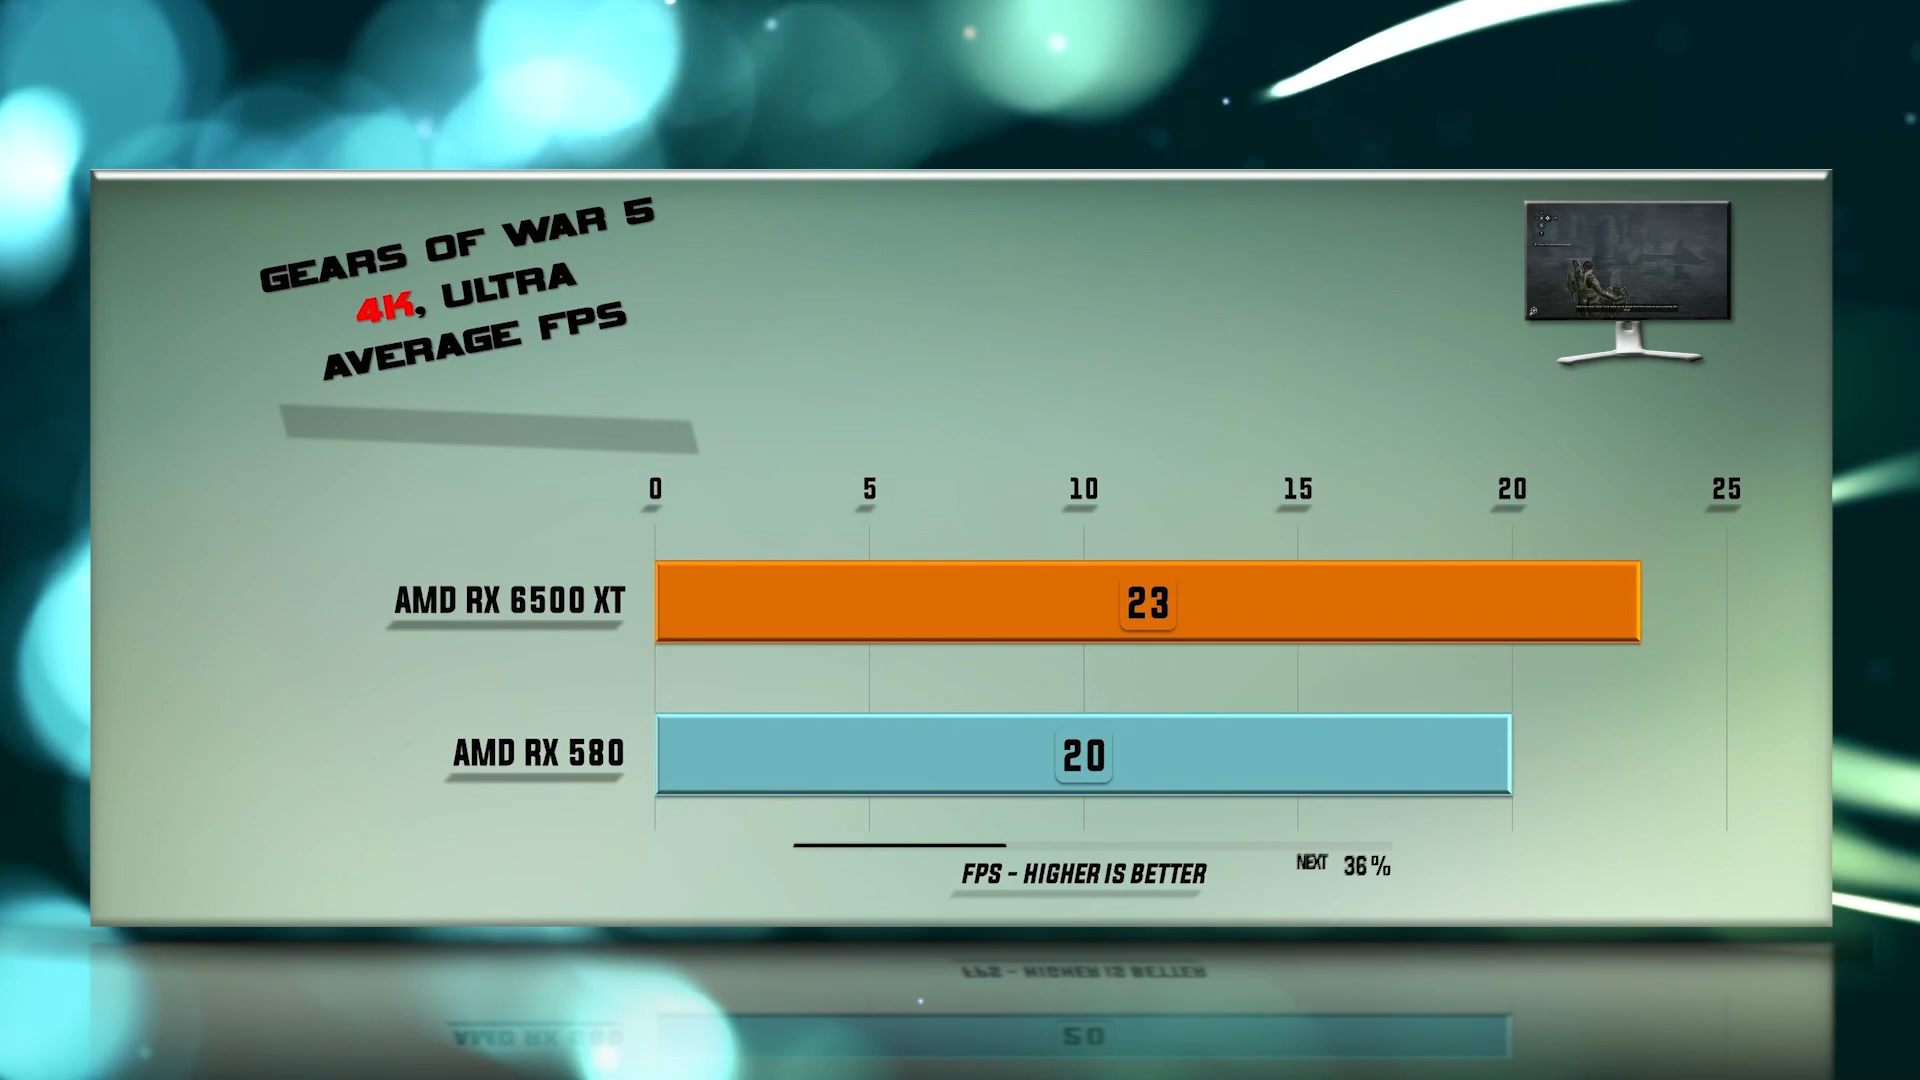 GEARS OF WAR 5
4K, ULTRA
AVERAGE FPS
0 5 10 15 20 25
AMD RX 6500 XT 23
AMD RX 580 20
FPS - HIGHER IS BETTER
NEXT 36%